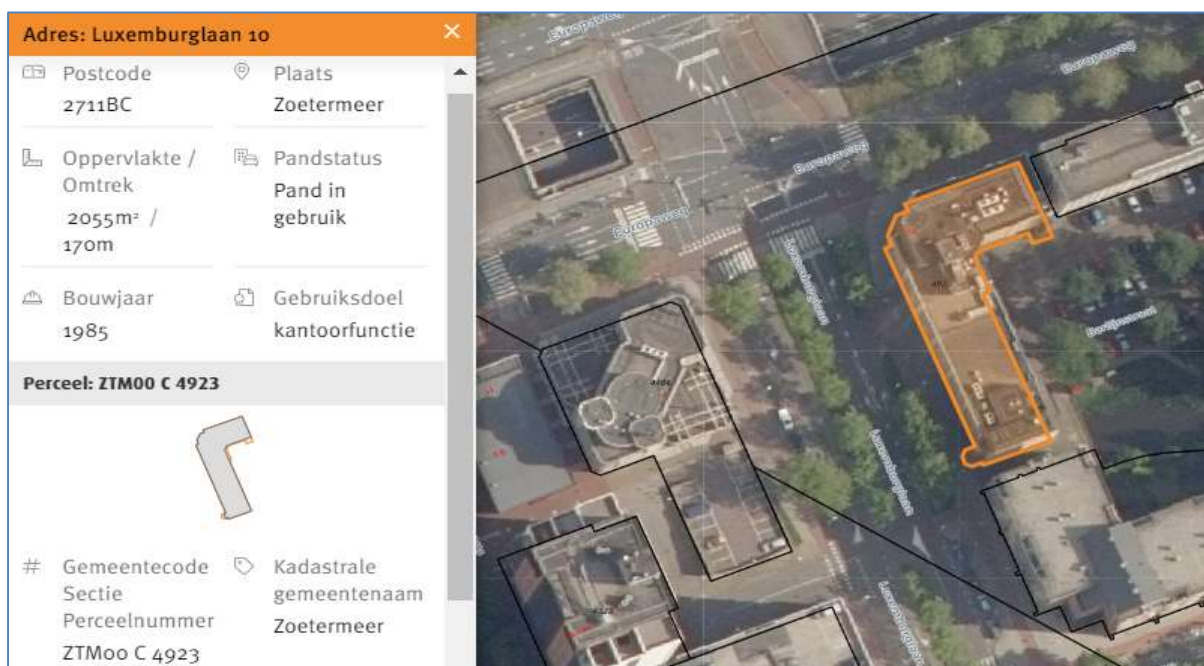 Adres: Luxemburglaan 10
Postcode
2711BC
Plaats
Zoetermeer
Oppervlakte /
Omtrek
2055m² /
170m
Pandstatus
Pand in
gebruik
Bouwjaar
1985
Gebruiksdoel
kantoorfunctie
Perceel: ZTM00 C 4923
#
Gemeentecode
Sectie
Perceelnummer
ZTM00 C 4923
Kadastrale
gemeentenaam
Zoetermeer
Europaweg
Europaweg
Europaweg
Europaweg
Luxemburglaan
Luxemburglaan
Luxemburglaan